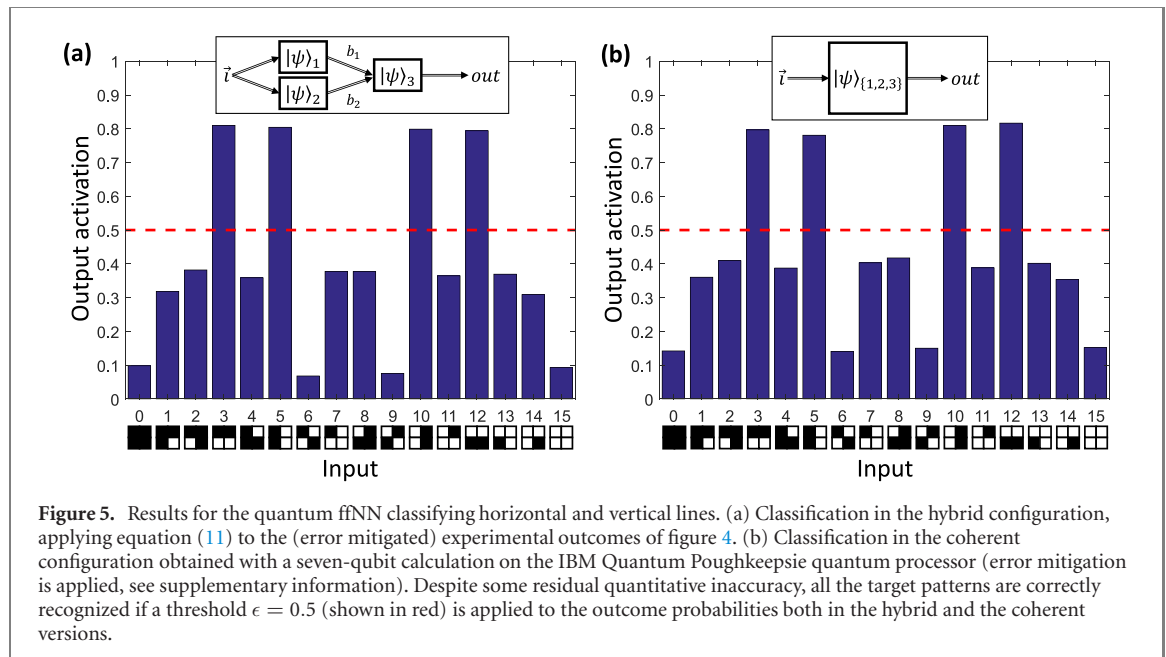 (a)
|ψ⟩₁
b₁
i⃗
|ψ⟩₃
out
|ψ⟩₂
b₂
1
0.9
0.8
0.7
0.6
0.5
0.4
0.3
0.2
0.1
0
Output activation
0 1 2 3 4 5 6 7 8 9 10 11 12 13 14 15
Input
(b)
i⃗
|ψ⟩{1,2,3}
out
1
0.9
0.8
0.7
0.6
0.5
0.4
0.3
0.2
0.1
0
Output activation
0 1 2 3 4 5 6 7 8 9 10 11 12 13 14 15
Input
Figure 5. Results for the quantum ffNN classifying horizontal and vertical lines. (a) Classification in the hybrid configuration,
applying equation (11) to the (error mitigated) experimental outcomes of figure 4. (b) Classification in the coherent
configuration obtained with a seven-qubit calculation on the IBM Quantum Poughkeepsie quantum processor (error mitigation
is applied, see supplementary information). Despite some residual quantitative inaccuracy, all the target patterns are correctly
recognized if a threshold ϵ = 0.5 (shown in red) is applied to the outcome probabilities both in the hybrid and the coherent
versions.